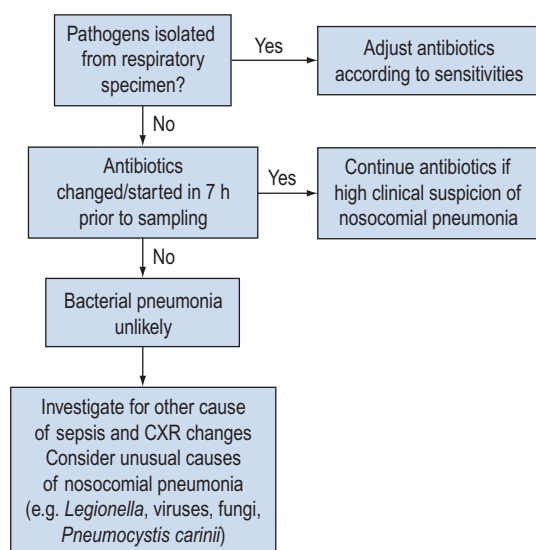 Pathogens isolated
from respiratory
specimen?
Yes
Adjust antibiotics
according to sensitivities
No
Antibiotics
changed/started in 7 h
prior to sampling
Yes
Continue antibiotics if
high clinical suspicion of
nosocomial pneumonia
No
Bacterial pneumonia
unlikely
Investigate for other cause
of sepsis and CXR changes
Consider unusual causes
of nosocomial pneumonia
(e.g. Legionella, viruses, fungi,
Pneumocystis carinii)